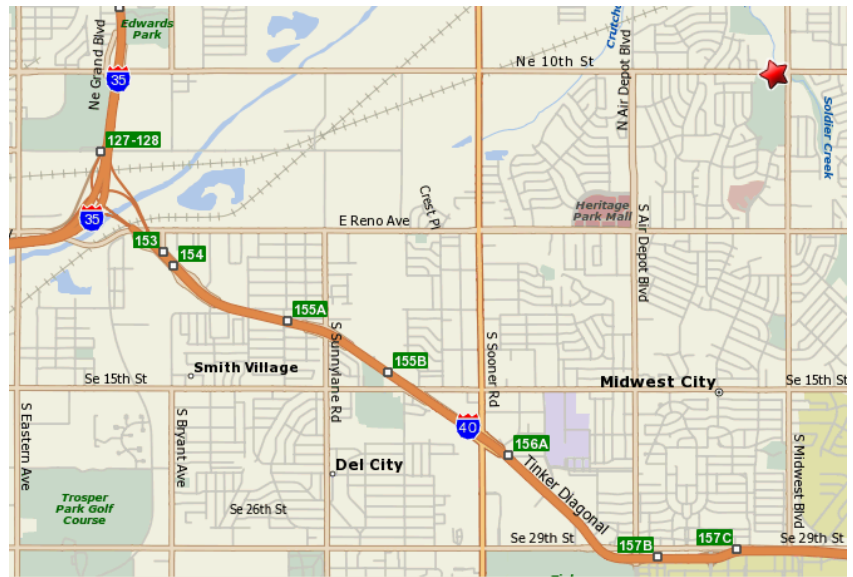 Edwards
Park
Ne Grand Blvd
35
Ne 10th St
N Air Depot Blvd
Soldier Creek
127-128
35
Crest Pl
Heritage
Park Mall
E Reno Ave
S Air Depot Blvd
153
154
155A
S Sunnylane Rd
155B
S Sooner Rd
Smith Village
Se 15th St
Midwest City
Se 15th St
S Eastern Ave
S Bryant Ave
40
156A
Tinker Diagonal
S Midwest Blvd
Del City
Trosper
Park Golf
Course
Se 26th St
Se 29th St
157B
157C
Se 29th St